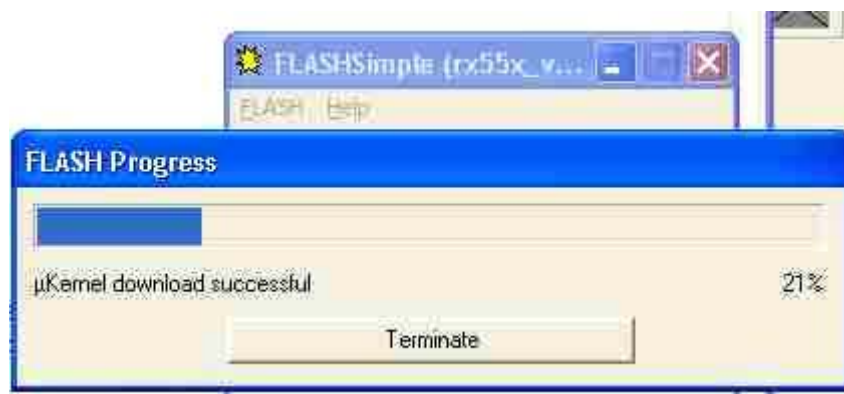 FLASHSimple (rx55x_v...
FLASH Help
FLASH Progress
µKernel download successful
21%
Terminate